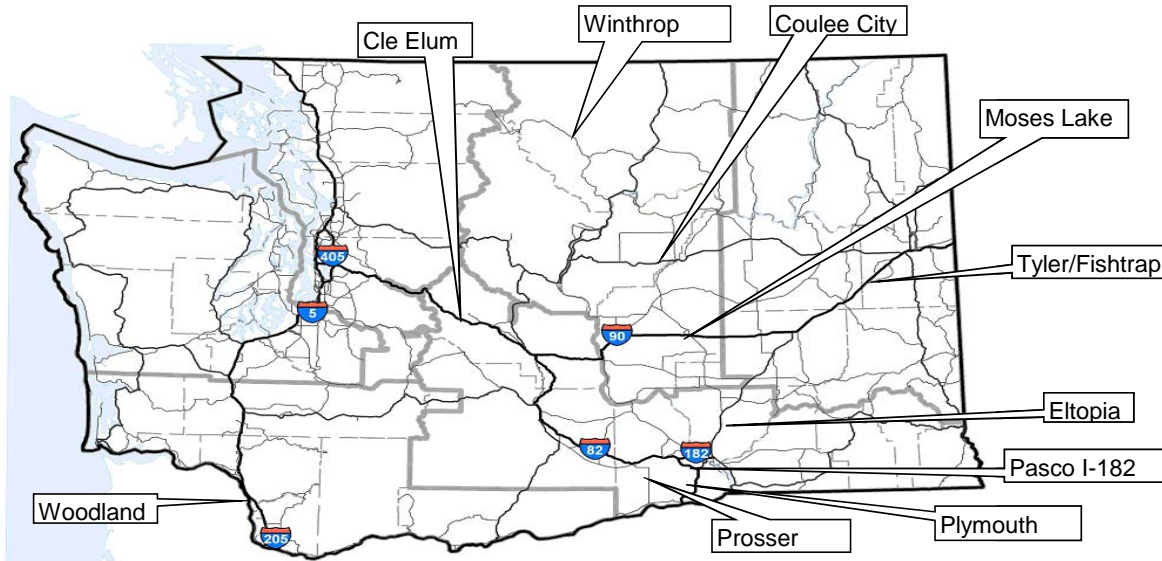 Cle Elum
Winthrop
Coulee City
Moses Lake
405
Tyler/Fishtrap
5
90
Eltopia
82
182
Pasco I-182
Woodland
Plymouth
205
Prosser